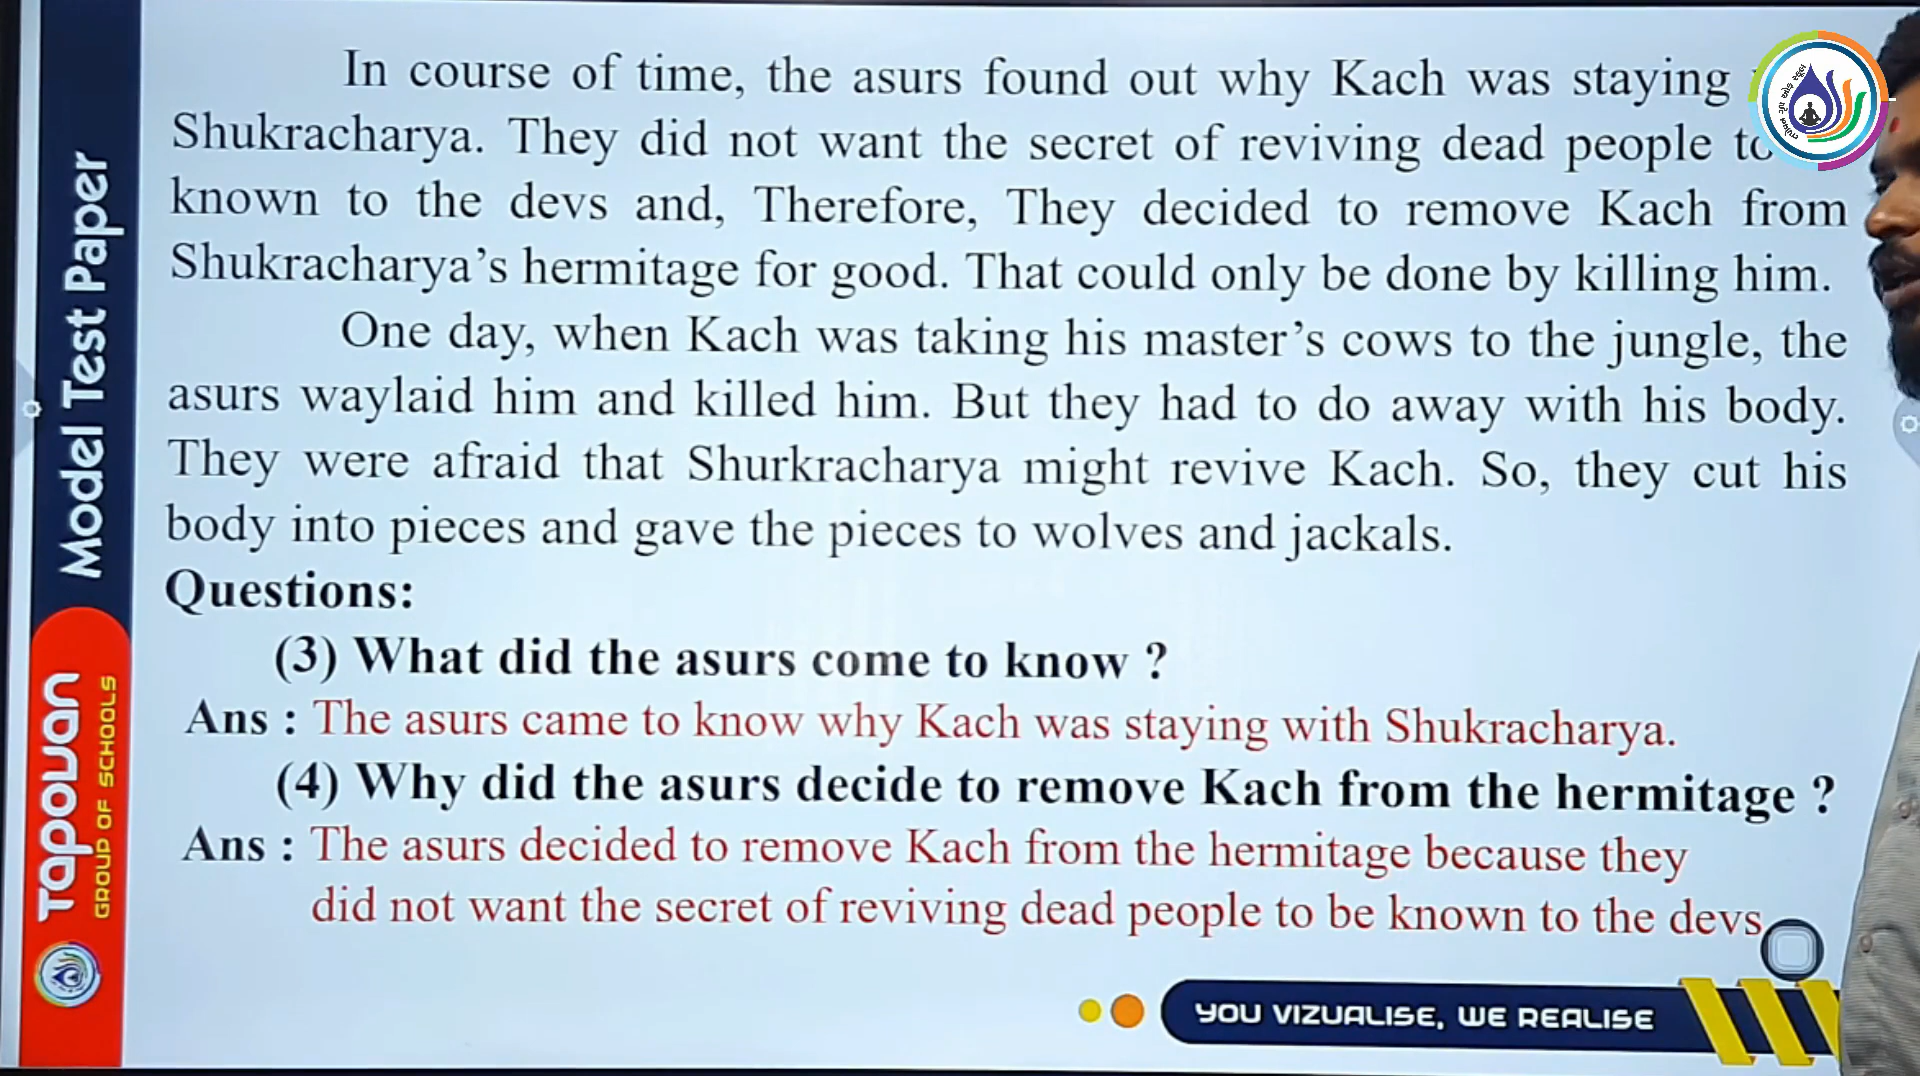 In course of time, the asurs found out why Kach was staying
Shukracharya. They did not want the secret of reviving dead people to
known to the devs and, Therefore, They decided to remove Kach from
Shukracharya's hermitage for good. That could only be done by killing him.
One day, when Kach was taking his master's cows to the jungle, the
asurs waylaid him and killed him. But they had to do away with his body.
They were afraid that Shurkracharya might revive Kach. So, they cut his
body into pieces and gave the pieces to wolves and jackals.
Questions:
(3) What did the asurs come to know ?
Ans : The asurs came to know why Kach was staying with Shukracharya.
(4) Why did the asurs decide to remove Kach from the hermitage ?
Ans : The asurs decided to remove Kach from the hermitage because they
did not want the secret of reviving dead people to be known to the devs
YOU VIZUALISE, WE REALISE
Model Test Paper
TAPOVAN
GROUP OF SCHOOLS